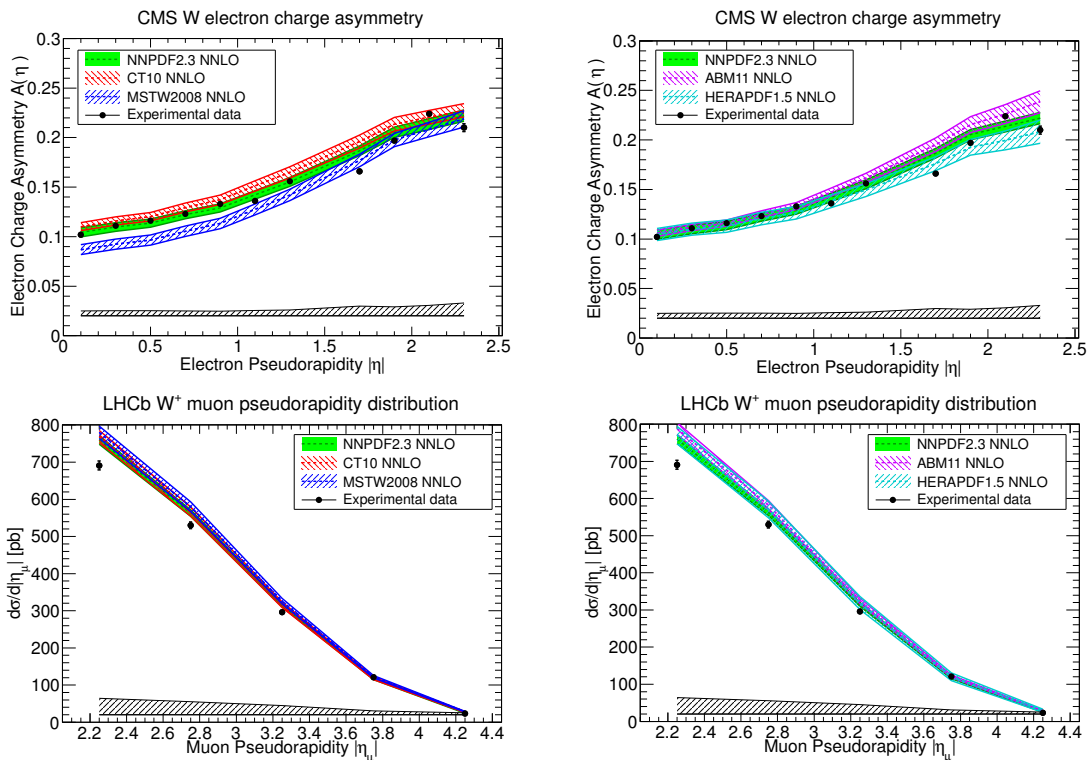 CMS W electron charge asymmetry
Electron Charge Asymmetry A(η)
0.3
0.25
0.2
0.15
0.1
0.05
0
NNPDF2.3 NNLO
CT10 NNLO
MSTW2008 NNLO
Experimental data
0 0.5 1 1.5 2 2.5
Electron Pseudorapidity |η|
CMS W electron charge asymmetry
Electron Charge Asymmetry A(η)
0.3
0.25
0.2
0.15
0.1
0.05
0
NNPDF2.3 NNLO
ABM11 NNLO
HERAPDF1.5 NNLO
Experimental data
0 0.5 1 1.5 2 2.5
Electron Pseudorapidity |η|
LHCb W⁺ muon pseudorapidity distribution
dσ/d|η_μ| [pb]
800
700
600
500
400
300
200
100
0
NNPDF2.3 NNLO
CT10 NNLO
MSTW2008 NNLO
Experimental data
2.2 2.4 2.6 2.8 3 3.2 3.4 3.6 3.8 4 4.2 4.4
Muon Pseudorapidity |η_μ|
LHCb W⁺ muon pseudorapidity distribution
dσ/d|η_μ| [pb]
800
700
600
500
400
300
200
100
0
NNPDF2.3 NNLO
ABM11 NNLO
HERAPDF1.5 NNLO
Experimental data
2.2 2.4 2.6 2.8 3 3.2 3.4 3.6 3.8 4 4.2 4.4
Muon Pseudorapidity |η_μ|